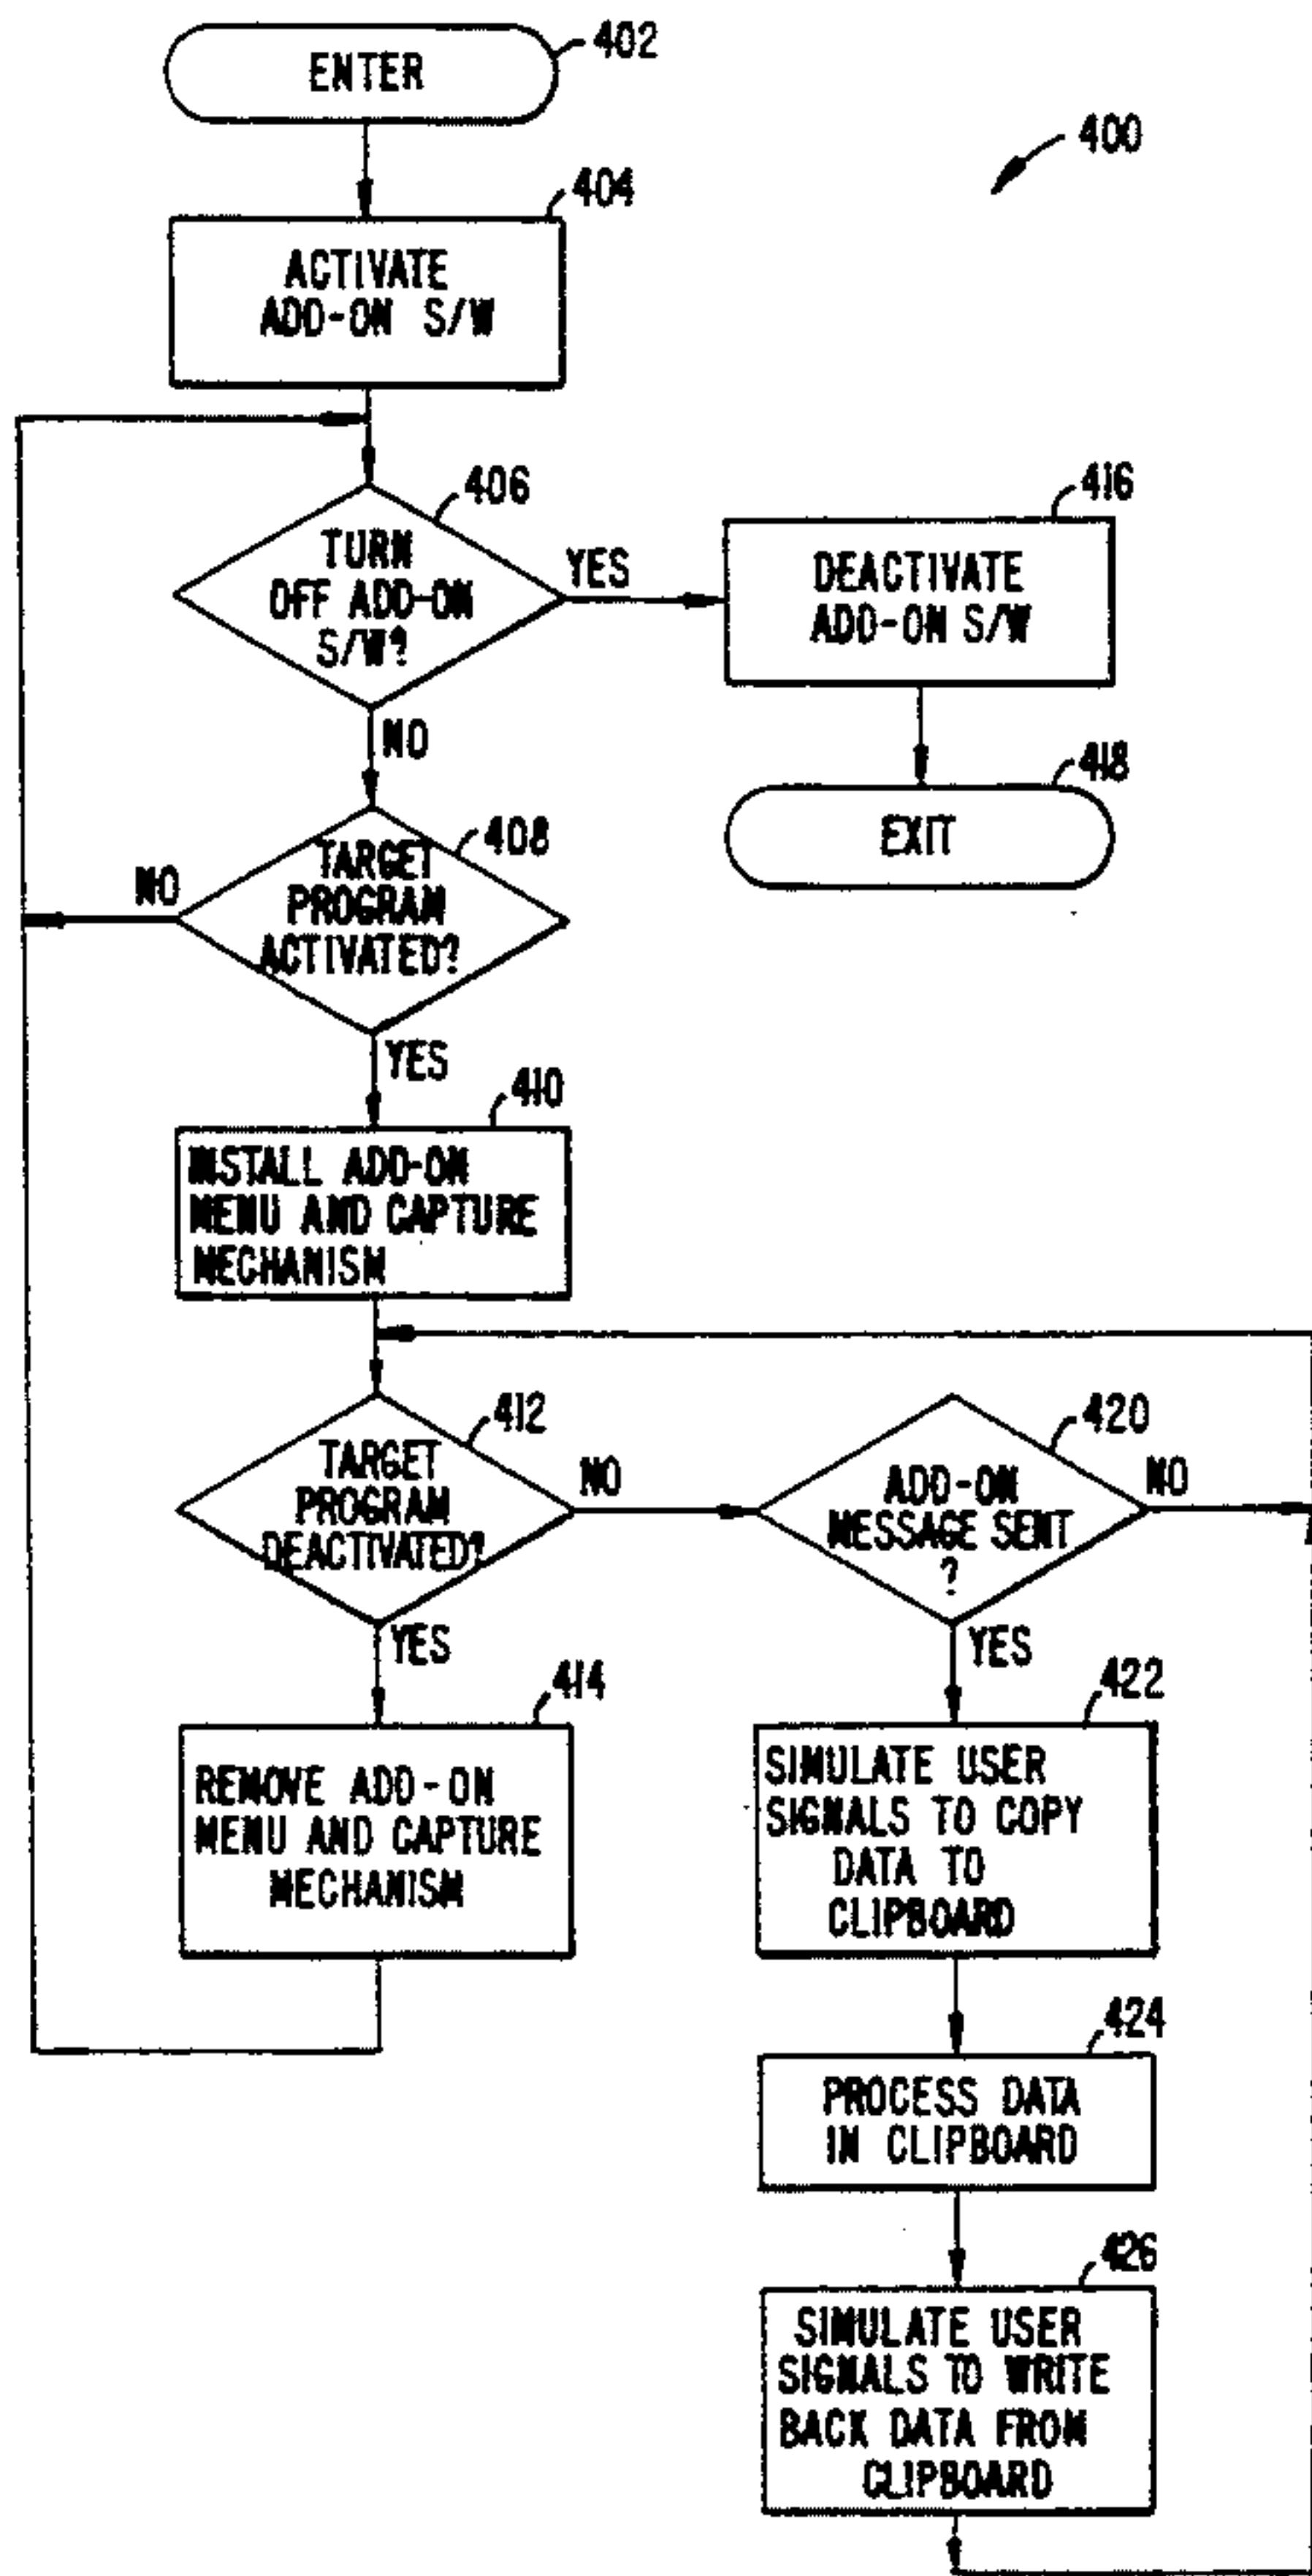 ENTER
402
400
404
ACTIVATE
ADD-ON S/W
406
TURN
OFF ADD-ON
S/W?
YES
416
DEACTIVATE
ADD-ON S/W
NO
418
EXIT
408
TARGET
PROGRAM
ACTIVATED?
NO
YES
410
INSTALL ADD-ON
MENU AND CAPTURE
MECHANISM
412
TARGET
PROGRAM
DEACTIVATED?
NO
420
ADD-ON
MESSAGE SENT
?
NO
YES
YES
414
REMOVE ADD-ON
MENU AND CAPTURE
MECHANISM
422
SIMULATE USER
SIGNALS TO COPY
DATA TO
CLIPBOARD
424
PROCESS DATA
IN CLIPBOARD
426
SIMULATE USER
SIGNALS TO WRITE
BACK DATA FROM
CLIPBOARD